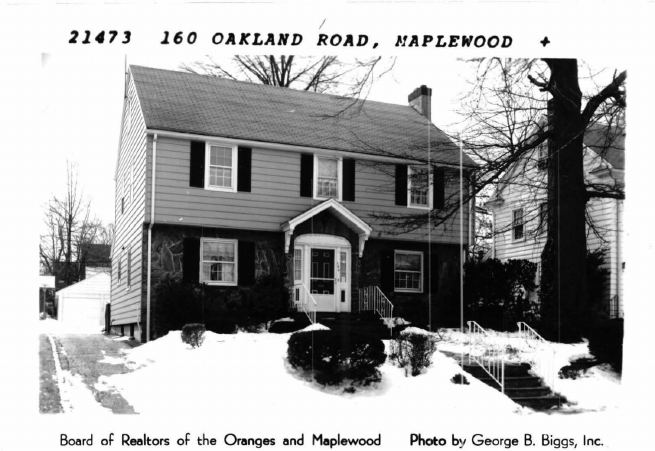 21473 160 OAKLAND ROAD, MAPLEWOOD +
Board of Realtors of the Oranges and Maplewood Photo by George B. Biggs, Inc.